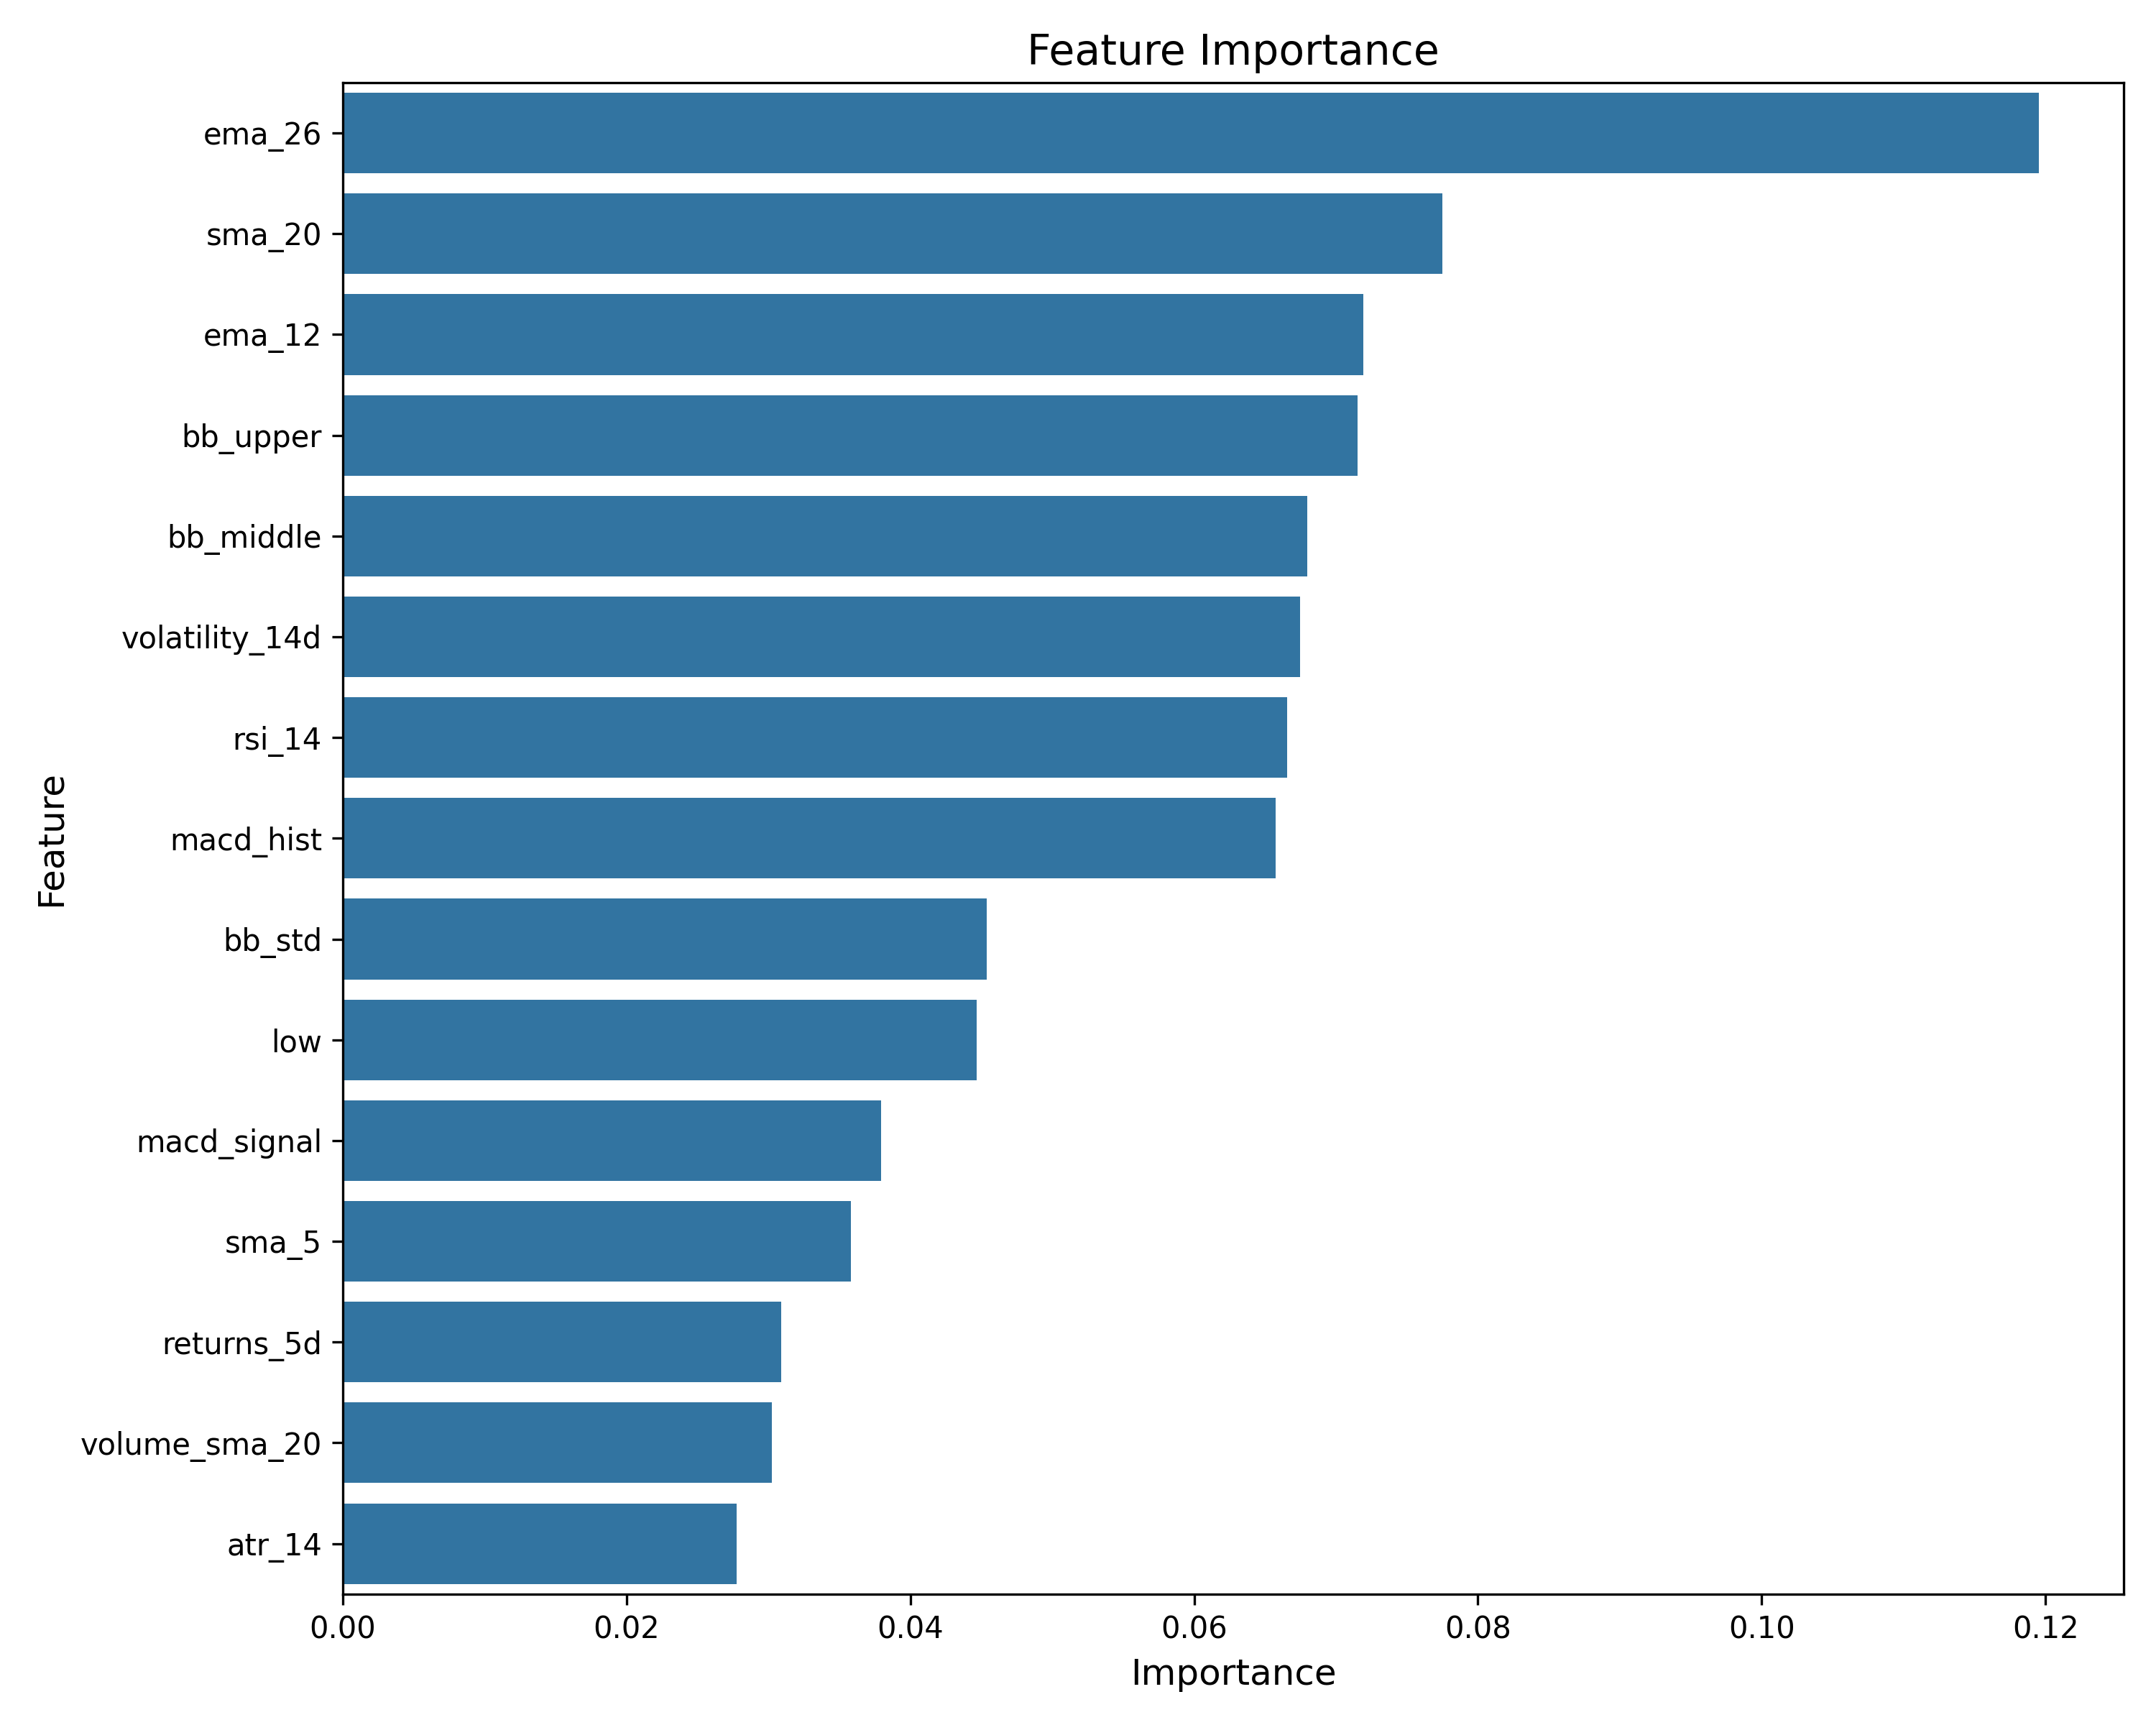 Feature Importance
ema_26
sma_20
ema_12
bb_upper
bb_middle
volatility_14d
rsi_14
macd_hist
bb_std
low
macd_signal
sma_5
returns_5d
volume_sma_20
atr_14
Feature
0.00 0.02 0.04 0.06 0.08 0.10 0.12
Importance